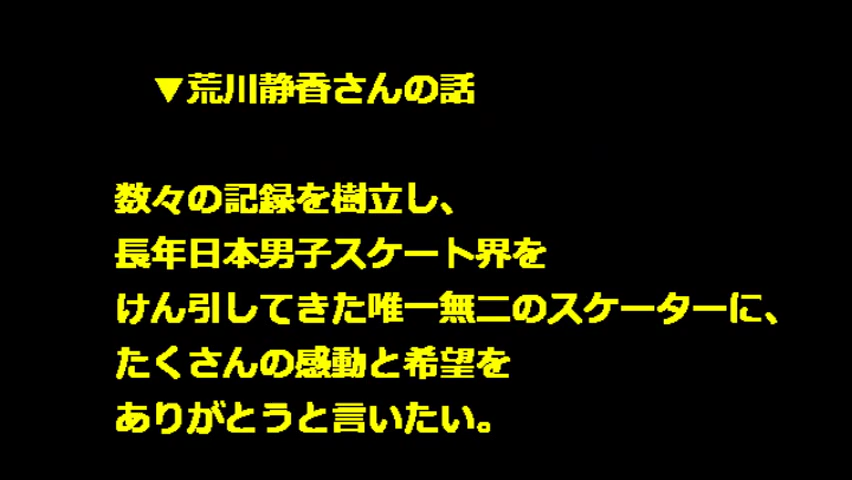 ▼荒川静香さんの話
数々の記録を樹立し、
長年日本男子スケート界を
けん引してきた唯一無二のスケーターに、
たくさんの感動と希望を
ありがとうと言いたい。